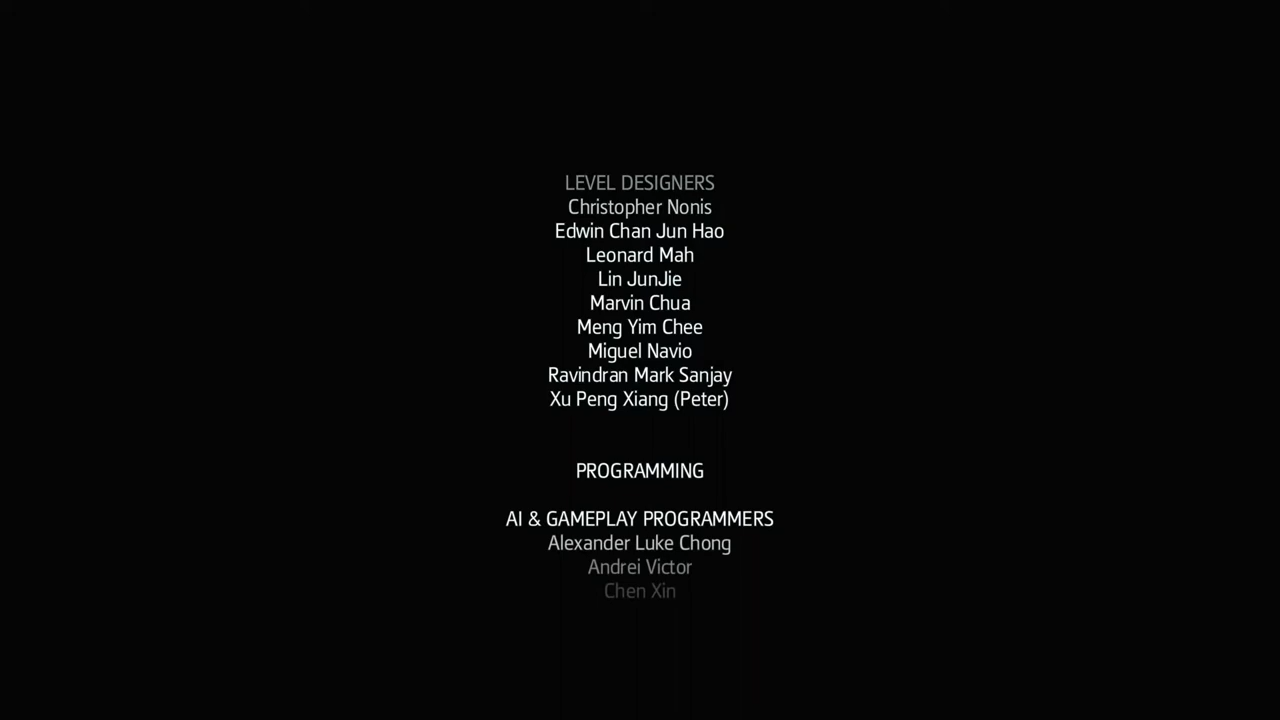 LEVEL DESIGNERS
Christopher Nonis
Edwin Chan Jun Hao
Leonard Mah
Lin JunJie
Marvin Chua
Meng Yim Chee
Miguel Navio
Ravindran Mark Sanjay
Xu Peng Xiang (Peter)
PROGRAMMING
AI & GAMEPLAY PROGRAMMERS
Alexander Luke Chong
Andrei Victor
Chen Xin